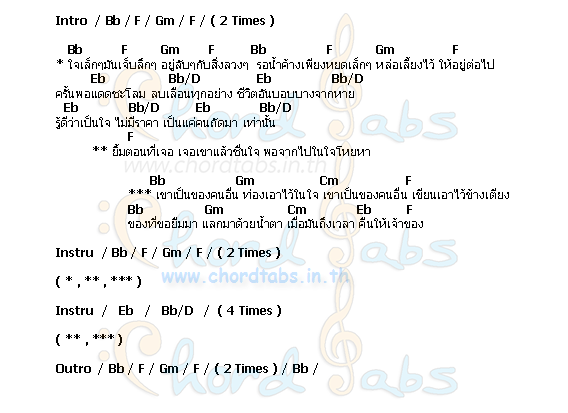 Intro / Bb / F / Gm / F / ( 2 Times )
Bb F Gm F Bb F Gm F
* ใจเล็กๆมันเจ็บลึกๆ อยู่ลับๆกับสิ่งลวงๆ รอน้ำค้างเพียงหยดเล็กๆ หล่อเลี้ยงไว้ ให้อยู่ต่อไป
Eb Bb/D Eb Bb/D
ครั้นพอแดดชะโลม ลบเลือนทุกอย่าง ชีวิตอันบอบบางจากหาย
Eb Bb/D Eb Bb/D
รู้ดีว่าเป็นใจ ไม่มีราคา เป็นแค่คนถัดมา เท่านั้น
F
** ยิ้มตอนที่เจอ เจอเขาแล้วชื่นใจ พอจากไปในใจโหยหา
www.chordtabs.in.th
Bb Gm Cm F
*** เขาเป็นของคนอื่น ท่องเอาไว้ในใจ เขาเป็นของคนอื่น เขียนเอาไว้ข้างเตียง
Bb Gm Cm Eb F
ของที่ขอยืมมา แลกมาด้วยน้ำตา เมื่อมันถึงเวลา คืนให้เจ้าของ
Instru / Bb / F / Gm / F / ( 2 Times )
www.chordtabs.in.th
( * , ** , *** )
Instru / Eb / Bb/D / ( 4 Times )
( ** , *** )
Outro / Bb / F / Gm / F / ( 2 Times ) / Bb /
Chord Tabs